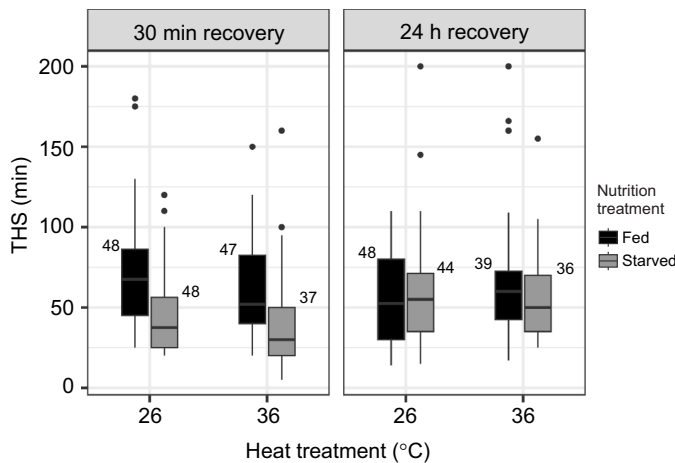 30 min recovery
24 h recovery
THS (min)
200
150
100
50
0
48
48
47
37
48
44
39
36
26
36
26
36
Heat treatment (°C)
Nutrition
treatment
Fed
Starved